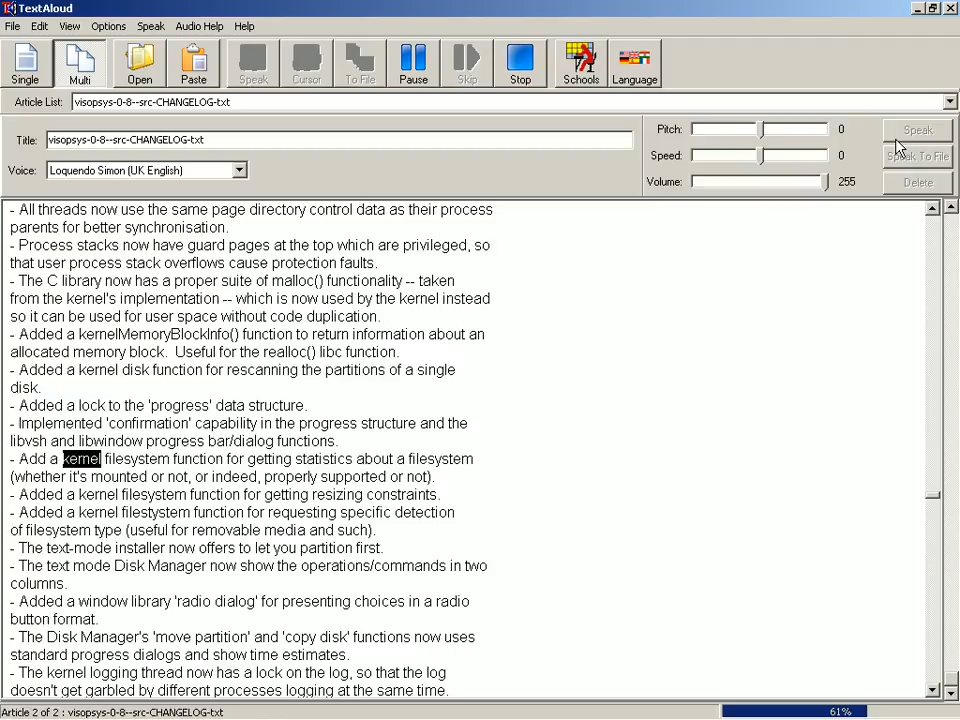 TextAloud
File Edit View Options Speak Audio Help Help
Single Multi Open Paste Speak Cursor To File Pause Skip Stop Schools Language
Article List: visopsys-0-8--src-CHANGELOG-txt
Title: visopsys-0-8--src-CHANGELOG-txt
Voice: Loquendo Simon (UK English)
Pitch: 0 Speak
Speed: 0 Speak To File
Volume: 255 Delete
- All threads now use the same page directory control data as their process
parents for better synchronisation.
- Process stacks now have guard pages at the top which are privileged, so
that user process stack overflows cause protection faults.
- The C library now has a proper suite of malloc() functionality -- taken
from the kernel's implementation -- which is now used by the kernel instead
so it can be used for user space without code duplication.
- Added a kernelMemoryBlockInfo() function to return information about an
allocated memory block.  Useful for the realloc() libc function.
- Added a kernel disk function for rescanning the partitions of a single
disk.
- Added a lock to the 'progress' data structure.
- Implemented 'confirmation' capability in the progress structure and the
libvsh and libwindow progress bar/dialog functions.
- Add a kernel filesystem function for getting statistics about a filesystem
(whether it's mounted or not, or indeed, properly supported or not).
- Added a kernel filesystem function for getting resizing constraints.
- Added a kernel filestystem function for requesting specific detection
of filesystem type (useful for removable media and such).
- The text-mode installer now offers to let you partition first.
- The text mode Disk Manager now show the operations/commands in two
columns.
- Added a window library 'radio dialog' for presenting choices in a radio
button format.
- The Disk Manager's 'move partition' and 'copy disk' functions now uses
standard progress dialogs and show time estimates.
- The kernel logging thread now has a lock on the log, so that the log
doesn't get garbled by different processes logging at the same time.
Article 2 of 2 : visopsys-0-8--src-CHANGELOG-txt 61%